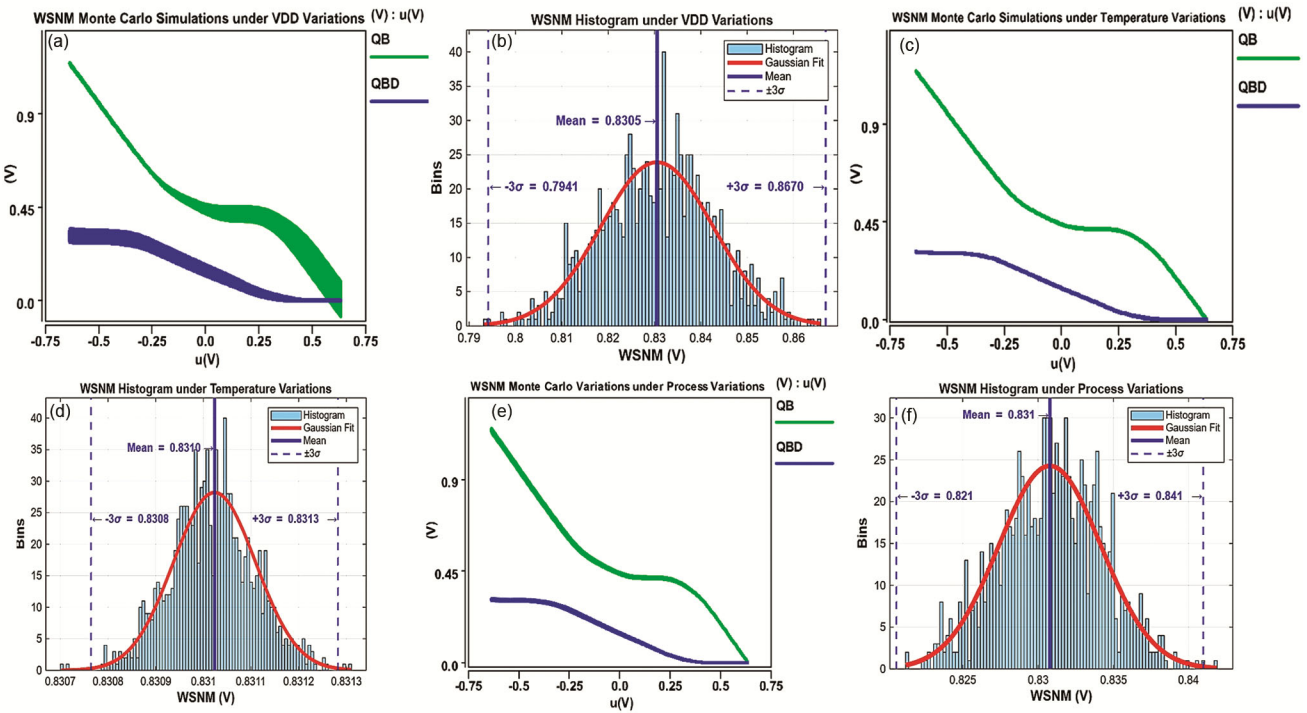 WSNM Monte Carlo Simulations under VDD Variations
(V) : u(V)
(a)
QB
QBD
0.9
0.45
0.0
(V)
-0.75 -0.5 -0.25 0.0 0.25 0.5 0.75
u(V)
WSNM Histogram under VDD Variations
(b)
Histogram
Gaussian Fit
Mean
±3σ
Mean = 0.8305
-3σ = 0.7941
+3σ = 0.8670
40
35
30
25
20
15
10
5
0
Bins
0.79 0.8 0.81 0.82 0.83 0.84 0.85 0.86
WSNM (V)
WSNM Monte Carlo Simulations under Temperature Variations
(V) : u(V)
(c)
QB
QBD
0.9
0.45
0.0
(V)
-0.75 -0.5 -0.25 0.0 0.25 0.5 0.75
u(V)
WSNM Histogram under Temperature Variations
(d)
Histogram
Gaussian Fit
Mean
±3σ
Mean = 0.8310
-3σ = 0.8308
+3σ = 0.8313
40
35
30
25
20
15
10
5
0
Bins
0.8307 0.8308 0.8309 0.831 0.8311 0.8312 0.8313
WSNM (V)
WSNM Monte Carlo Variations under Process Variations
(V) : u(V)
(e)
QB
QBD
0.9
0.45
0.0
(V)
-0.75 -0.5 -0.25 0.0 0.25 0.5 0.75
u(V)
WSNM Histogram under Process Variations
(f)
Histogram
Gaussian Fit
Mean
±3σ
Mean = 0.831
-3σ = 0.821
+3σ = 0.841
30
25
20
15
10
5
0
Bins
0.825 0.83 0.835 0.84
WSNM (V)